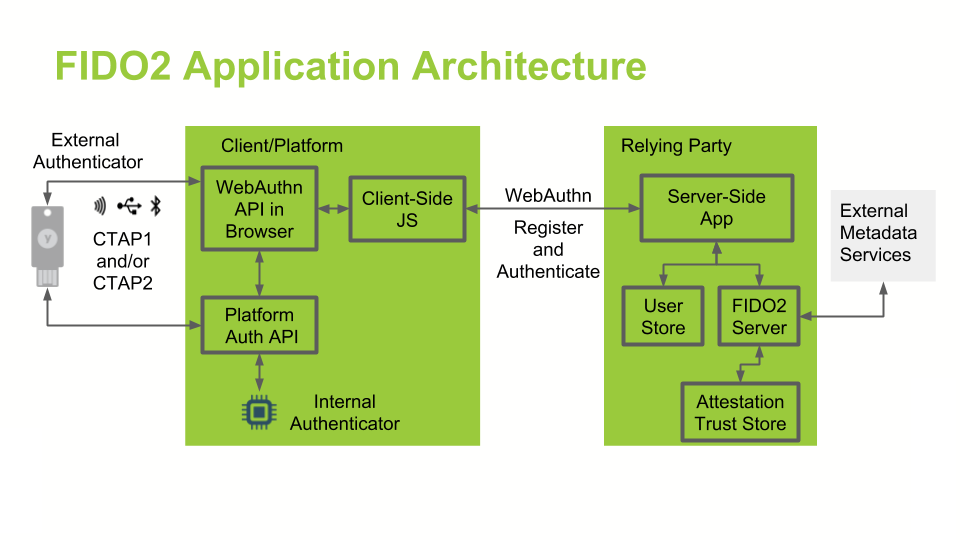 FIDO2 Application Architecture
External
Authenticator
CTAP1
and/or
CTAP2
Y
Client/Platform
WebAuthn
API in
Browser
Client-Side
JS
Platform
Auth API
Internal
Authenticator
WebAuthn
Register
and
Authenticate
Relying Party
Server-Side
App
User
Store
FIDO2
Server
Attestation
Trust Store
External
Metadata
Services